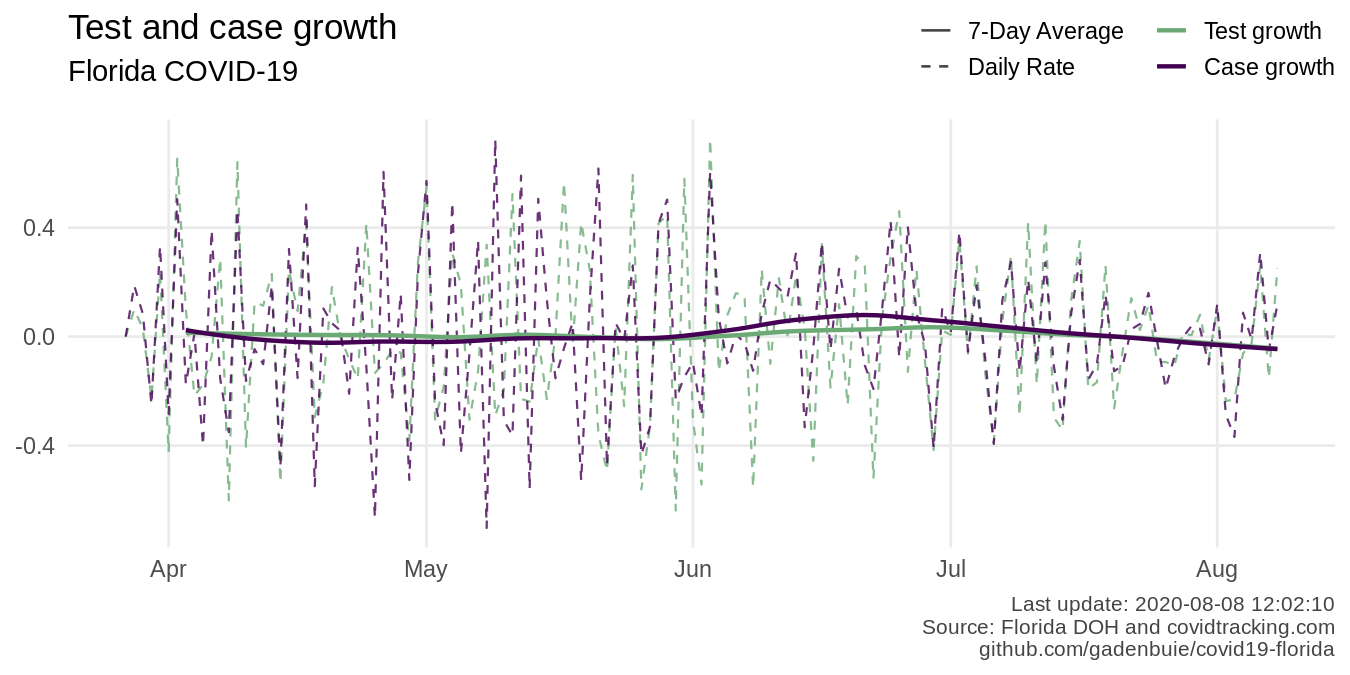 Test and case growth
Florida COVID-19
7-Day Average
Test growth
Daily Rate
Case growth
0.4
0.0
-0.4
Apr
May
Jun
Jul
Aug
Last update: 2020-08-08 12:02:10
Source: Florida DOH and covidtracking.com
github.com/gadenbuie/covid19-florida